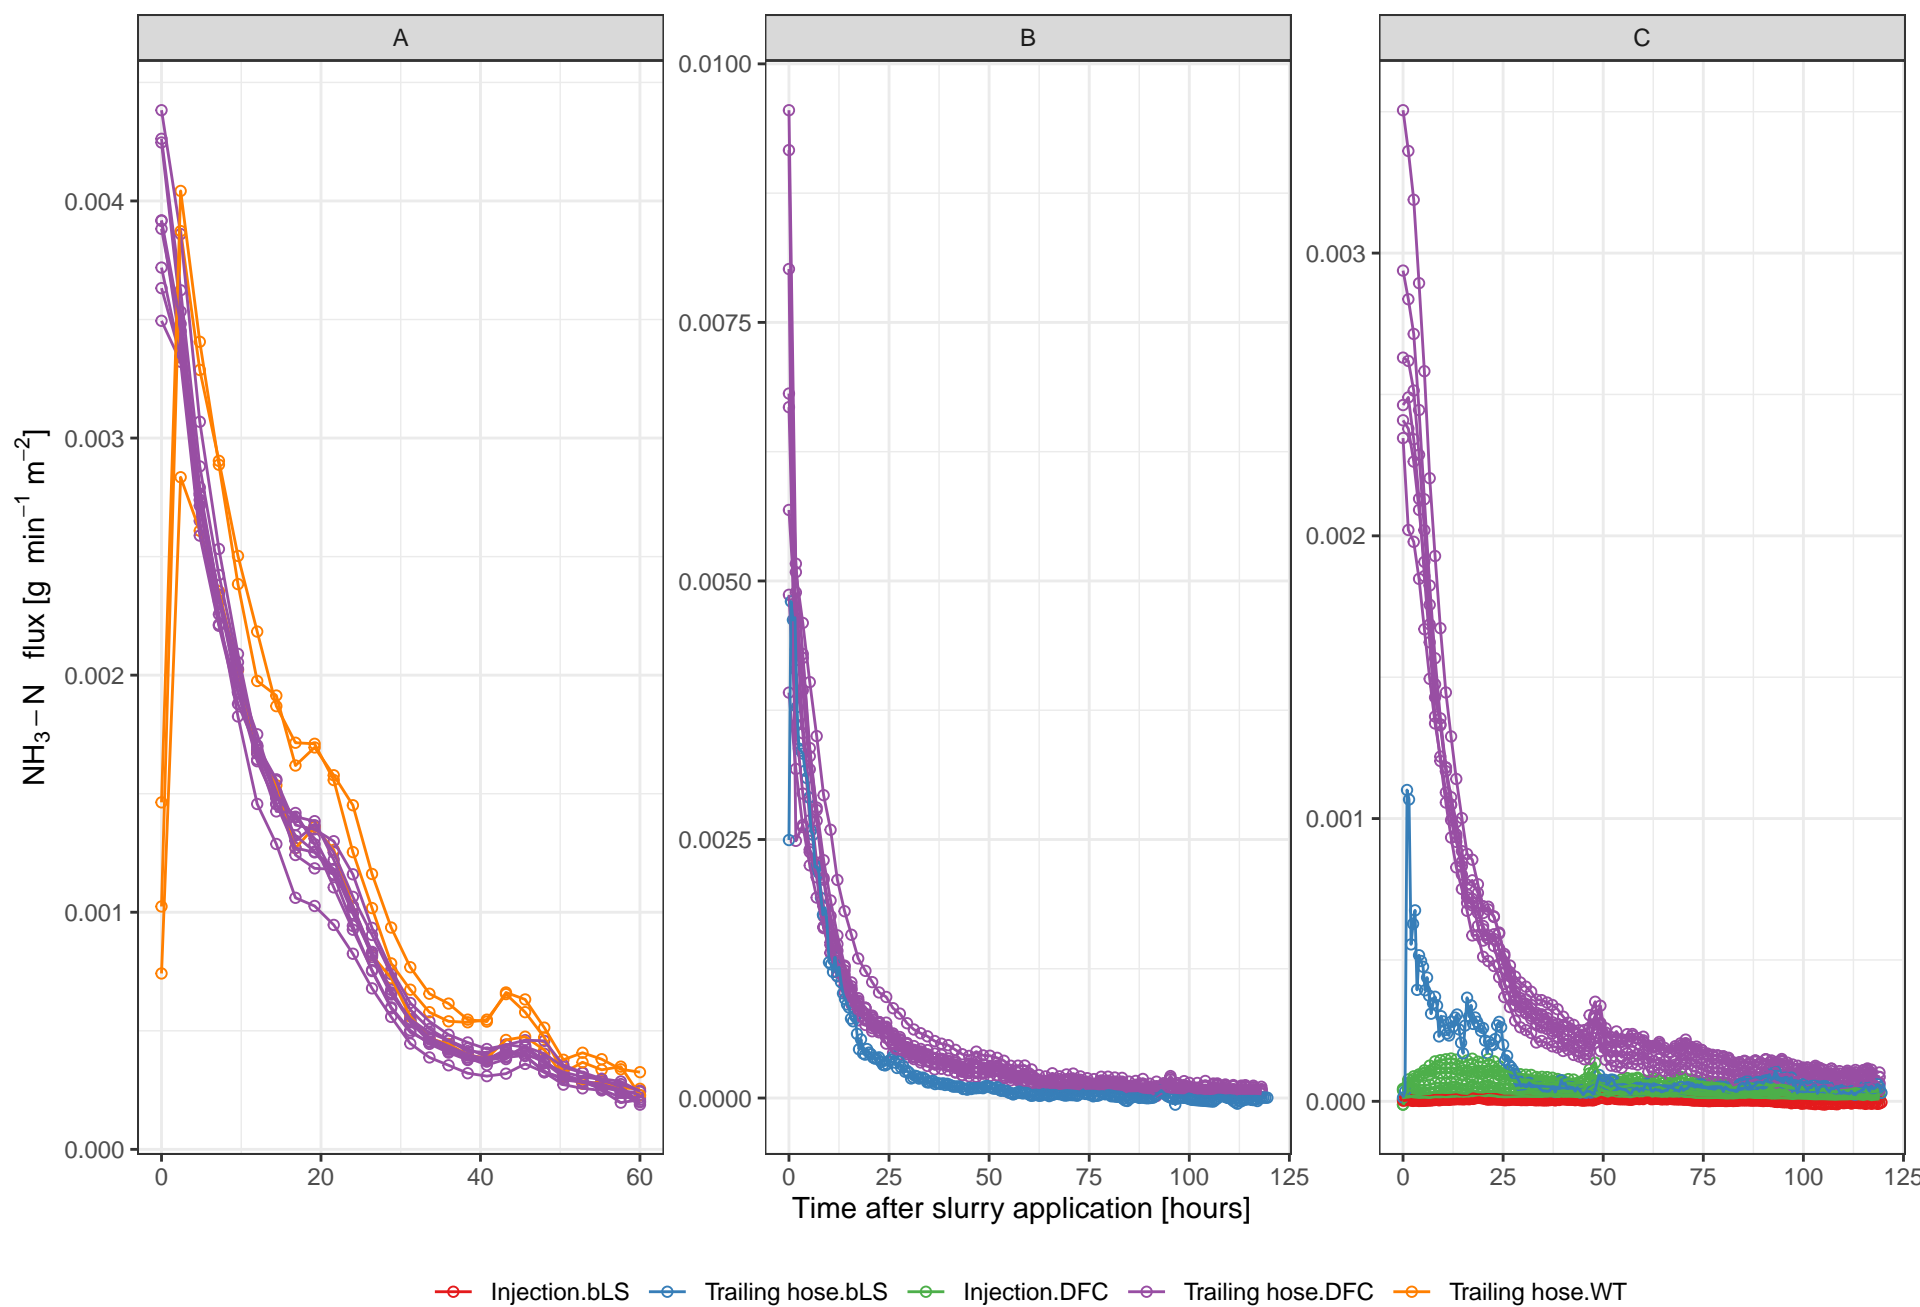 A
B
C
NH3−N flux [g min−1 m−2]
0.004
0.003
0.002
0.001
0.000
0.0100
0.0075
0.0050
0.0025
0.0000
0.003
0.002
0.001
0.000
0 20 40 60
0 25 50 75 100 125
0 25 50 75 100 125
Time after slurry application [hours]
Injection.bLS Trailing hose.bLS Injection.DFC Trailing hose.DFC Trailing hose.WT